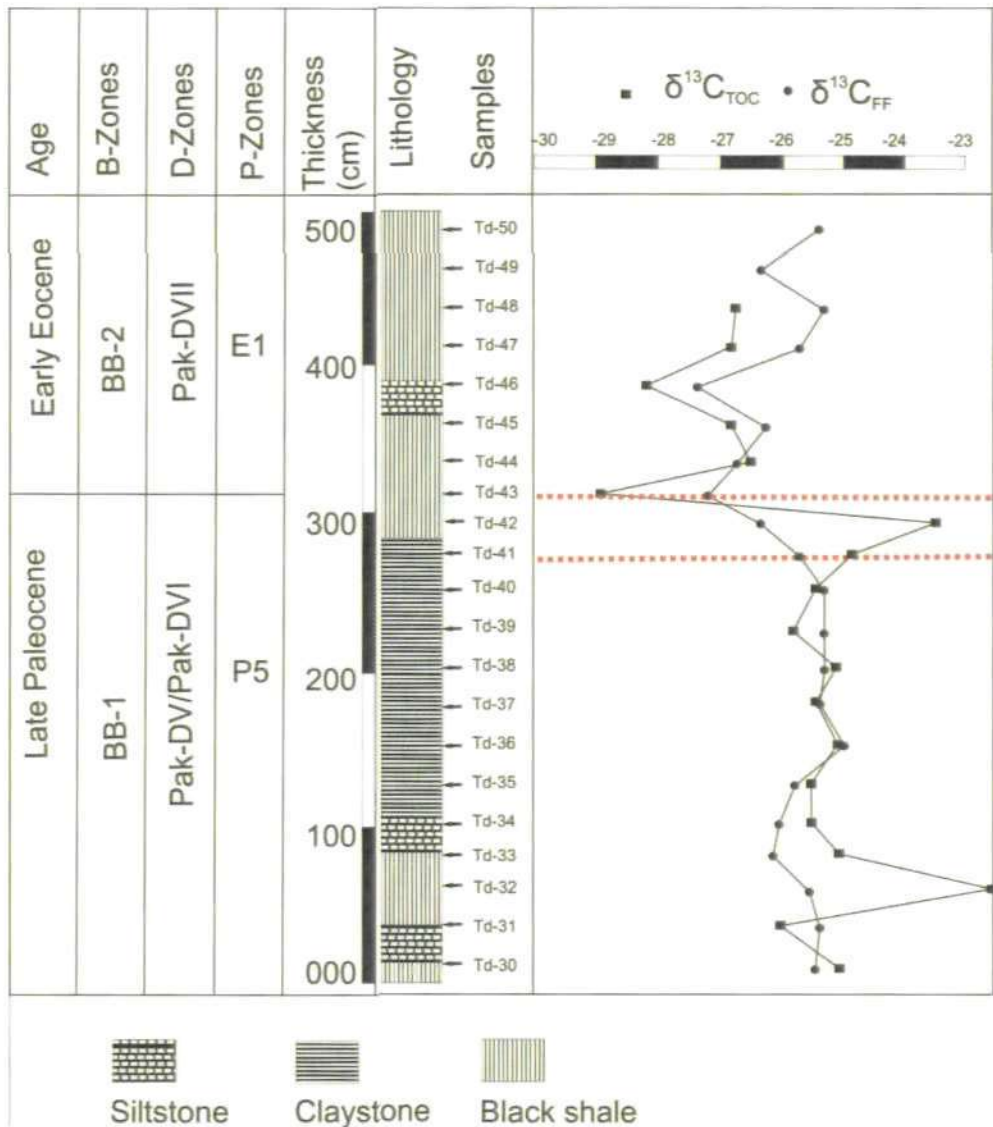 Age
B-Zones
D-Zones
P-Zones
Thickness
(cm)
Lithology
Samples
δ¹³C_TOC
δ¹³C_FF
-30 -29 -28 -27 -26 -25 -24 -23
Early Eocene
BB-2
Pak-DVII
E1
Late Paleocene
BB-1
Pak-DV/Pak-DVI
P5
500
400
300
200
100
000
Td-50
Td-49
Td-48
Td-47
Td-46
Td-45
Td-44
Td-43
Td-42
Td-41
Td-40
Td-39
Td-38
Td-37
Td-36
Td-35
Td-34
Td-33
Td-32
Td-31
Td-30
Siltstone Claystone Black shale